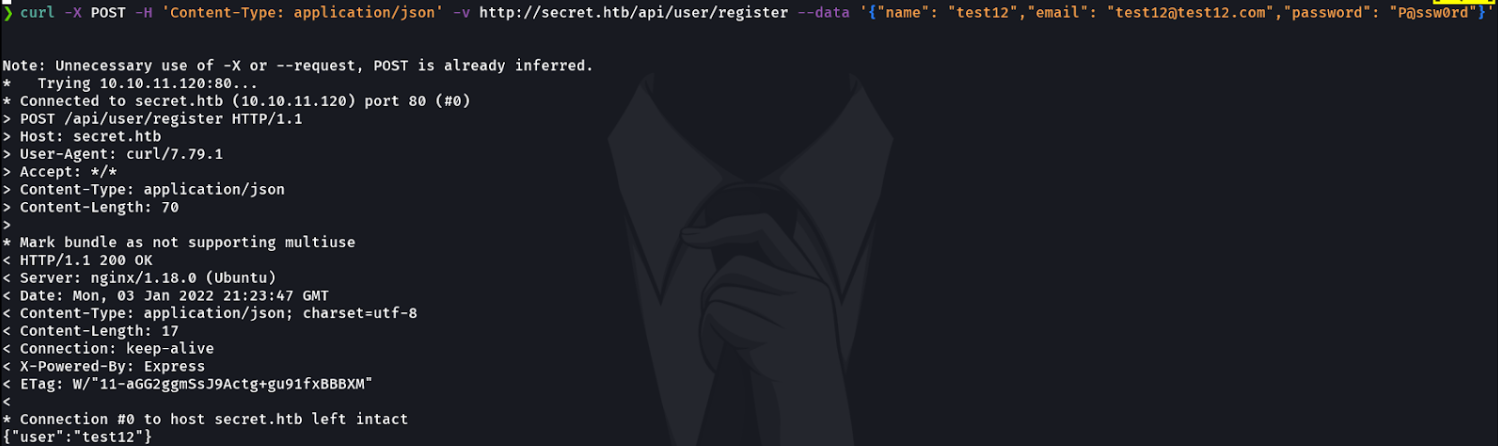 ❯ curl -X POST -H 'Content-Type: application/json' -v http://secret.htb/api/user/register --data '{"name": "test12","email": "test12@test12.com","password": "P@ssw0rd"}'
Note: Unnecessary use of -X or --request, POST is already inferred.
*   Trying 10.10.11.120:80...
* Connected to secret.htb (10.10.11.120) port 80 (#0)
> POST /api/user/register HTTP/1.1
> Host: secret.htb
> User-Agent: curl/7.79.1
> Accept: */*
> Content-Type: application/json
> Content-Length: 70
>
* Mark bundle as not supporting multiuse
< HTTP/1.1 200 OK
< Server: nginx/1.18.0 (Ubuntu)
< Date: Mon, 03 Jan 2022 21:23:47 GMT
< Content-Type: application/json; charset=utf-8
< Content-Length: 17
< Connection: keep-alive
< X-Powered-By: Express
< ETag: W/"11-aGG2ggmSsJ9Actg+gu91fxBBBXM"
<
* Connection #0 to host secret.htb left intact
{"user":"test12"}